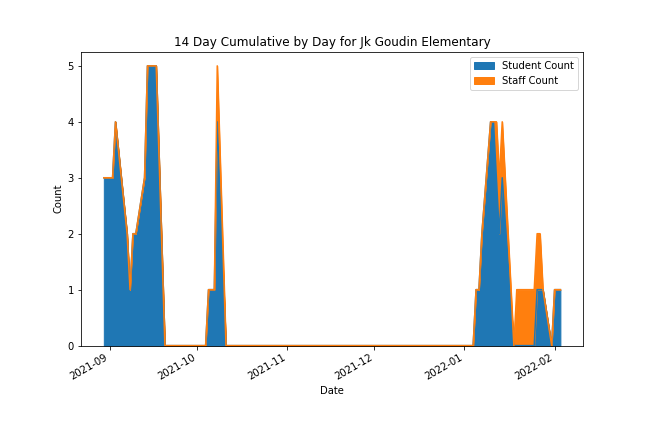 14 Day Cumulative by Day for Jk Goudin Elementary
Student Count
Staff Count
5
4
3
2
1
0
Count
2021-09
2021-10
2021-11
2021-12
2022-01
2022-02
Date